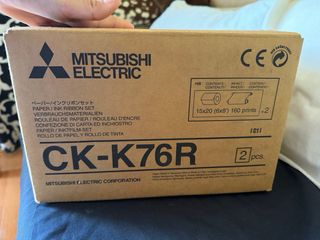 MITSUBISHI
ELECTRIC
CE
ペーパー/インクリボンセット
PAPER / INK RIBBON SET
VERBRAUCHSMATERIALIEN
ROULEAU DE PAPIER / ROULEAU D'ENCRE
CONFEZIONE DI CARTA ED INCHIOSTRO
PAPIER / INKTFILM-SET
ROLLO DE PAPEL Y ROLLO DE TINTA
15x20 (6x8") 160 prints
×2
CK-K76R
2 pcs.
MITSUBISHI ELECTRIC CORPORATION